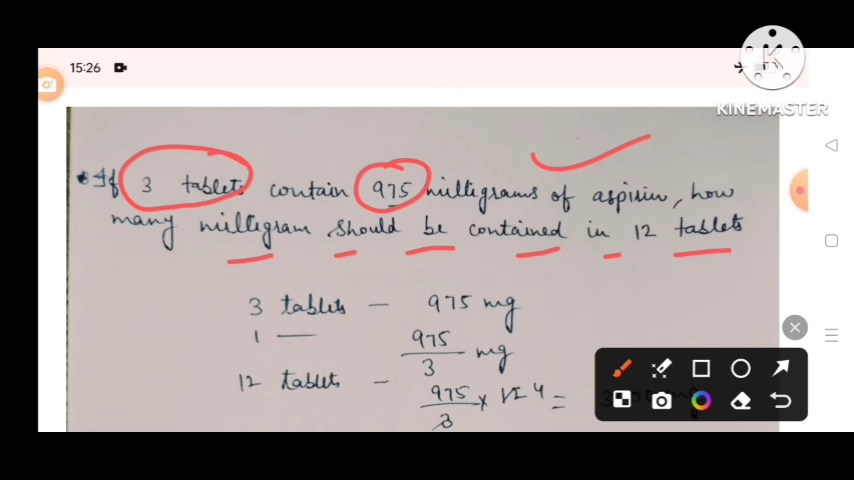 15:26
KINEMASTER
If 3 tablets contain 975 milligrams of aspirin, how
many milligram should be contained in 12 tablets
3 tablets — 975 mg
1 — 975/3 mg
12 tablets — 975/3 x 12 4 =